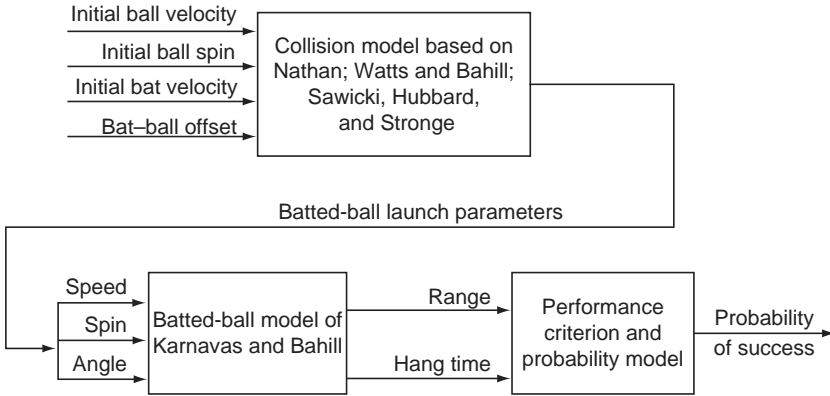 Initial ball velocity
Initial ball spin
Initial bat velocity
Bat–ball offset
Collision model based on
Nathan; Watts and Bahill;
Sawicki, Hubbard,
and Stronge
Batted-ball launch parameters
Speed
Spin
Angle
Batted-ball model of
Karnavas and Bahill
Range
Hang time
Performance
criterion and
probability model
Probability
of success